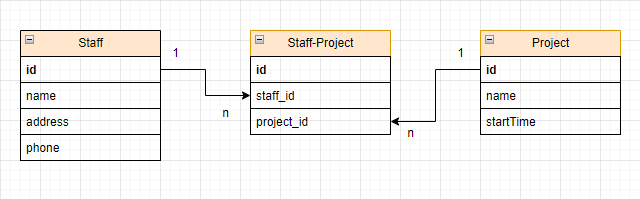 Staff
id
name
address
phone
1
n
Staff-Project
id
staff_id
project_id
1
n
Project
id
name
startTime